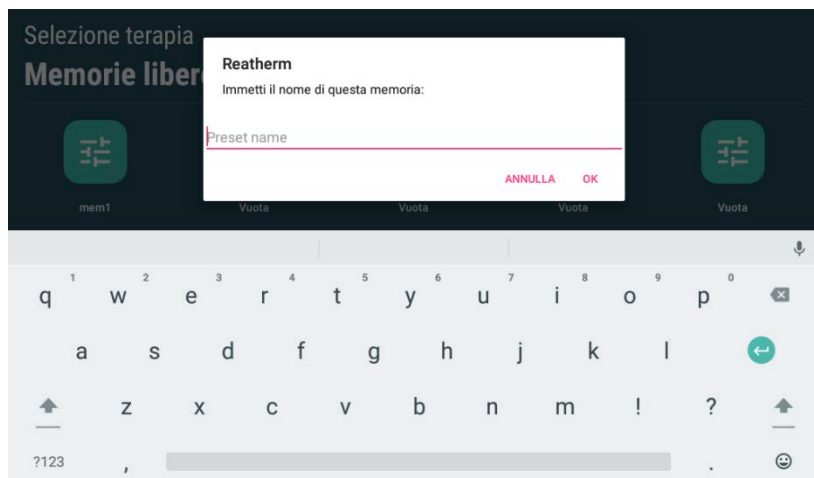 Selezione terapia
Memorie liber
Reatherm
Immetti il nome di questa memoria:
Preset name
ANNULLA OK
mem1 Vuota Vuota Vuota Vuota
1 2 3 4 5 6 7 8 9 0
q w e r t y u i o p
a s d f g h j k l
z x c v b n m ! ?
?123 , .